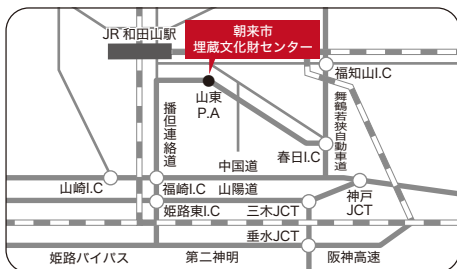 朝来市
埋蔵文化財センター
JR 和田山駅
福知山I.C
山東
P.A
播但連絡道
舞鶴若狭自動車道
春日I.C
中国道
山崎I.C
福崎I.C
山陽道
神戸
JCT
姫路東I.C
三木JCT
垂水JCT
姫路バイパス
第二神明
阪神高速